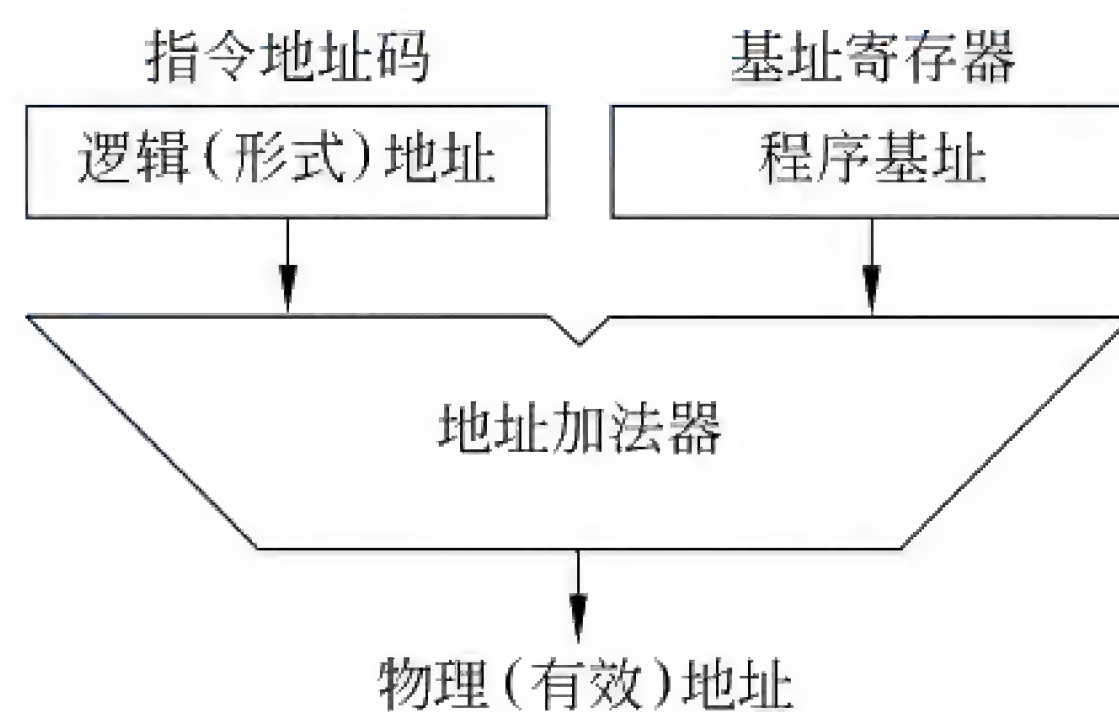 指令地址码
基址寄存器
逻辑(形式)地址
程序基址
地址加法器
物理(有效)地址